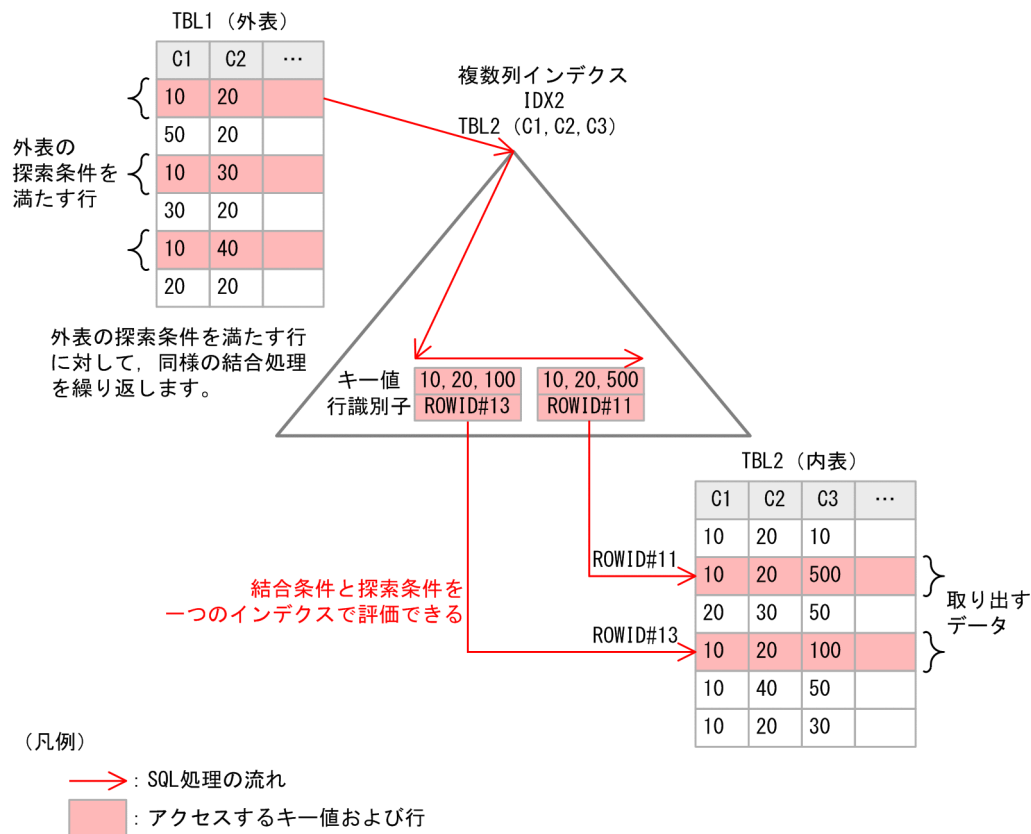 TBL1（外表）
C1 C2 …
10 20
50 20
10 30
30 20
10 40
20 20
外表の
探索条件を
満たす行
複数列インデクス
IDX2
TBL2（C1,C2,C3）
外表の探索条件を満たす行
に対して，同様の結合処理
を繰り返します。
キー値 10,20,100 10,20,500
行識別子 ROWID#13 ROWID#11
TBL2（内表）
C1 C2 C3 …
10 20 10
10 20 500
20 30 50
10 20 100
10 40 50
10 20 30
ROWID#11
ROWID#13
結合条件と探索条件を
一つのインデクスで評価できる
取り出す
データ
（凡例）
：SQL処理の流れ
：アクセスするキー値および行